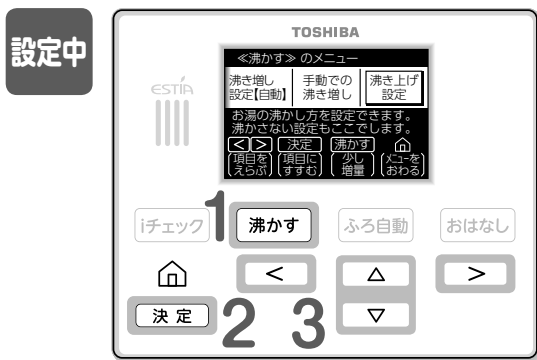 設定中
TOSHIBA
ESTÍA
≪沸かす≫ のメニュー
沸き増し
設定【自動】
手動での
沸き増し
沸き上げ
設定
お湯の沸かし方を設定できます。
沸かさない設定もここでします。
< > 決定 沸かす
項目を
えらぶ
項目に
すすむ
少し
増量
メニューを
おわる
1
iチェック
沸かす
ふろ自動
おはなし
< △ >
決定
2
3
▽